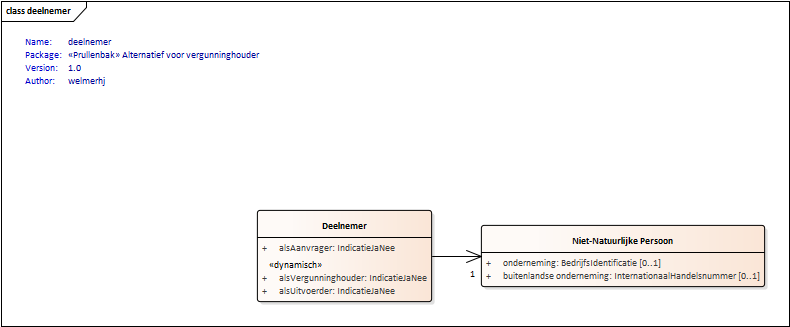 class deelnemer
Name: deelnemer
Package: «Prullenbak» Alternatief voor vergunninghouder
Version: 1.0
Author: welmerhj
Deelnemer
+ alsAanvrager: IndicatieJaNee
«dynamisch»
+ alsVergunninghouder: IndicatieJaNee
+ alsUitvoerder: IndicatieJaNee
1
Niet-Natuurlijke Persoon
+ onderneming: BedrijfsIdentificatie [0..1]
+ buitenlandse onderneming: InternationaalHandelsnummer [0..1]